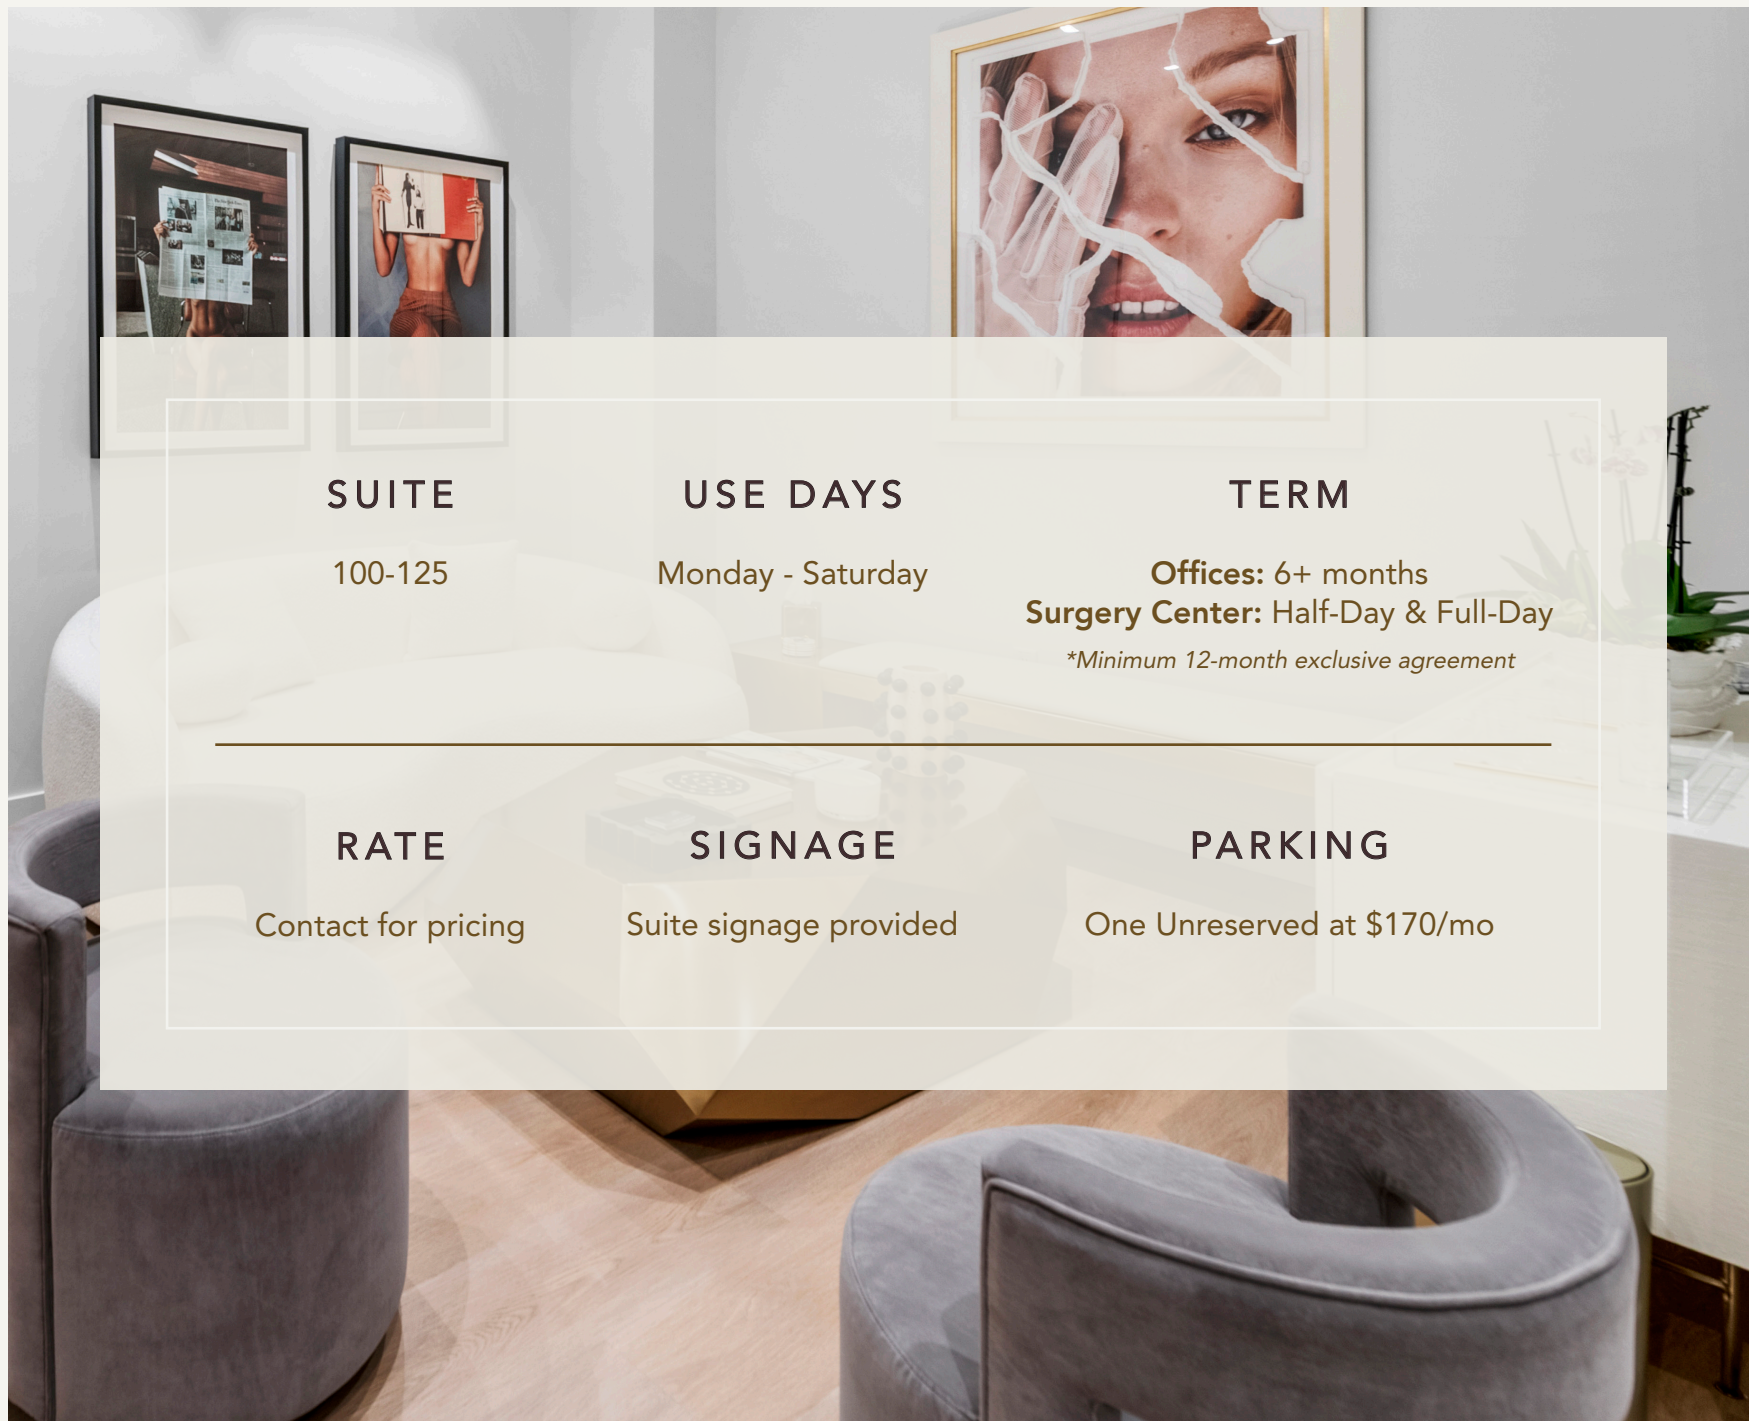 SUITE
100-125
USE DAYS
Monday - Saturday
TERM
Offices: 6+ months
Surgery Center: Half-Day & Full-Day
*Minimum 12-month exclusive agreement
RATE
Contact for pricing
SIGNAGE
Suite signage provided
PARKING
One Unreserved at $170/mo